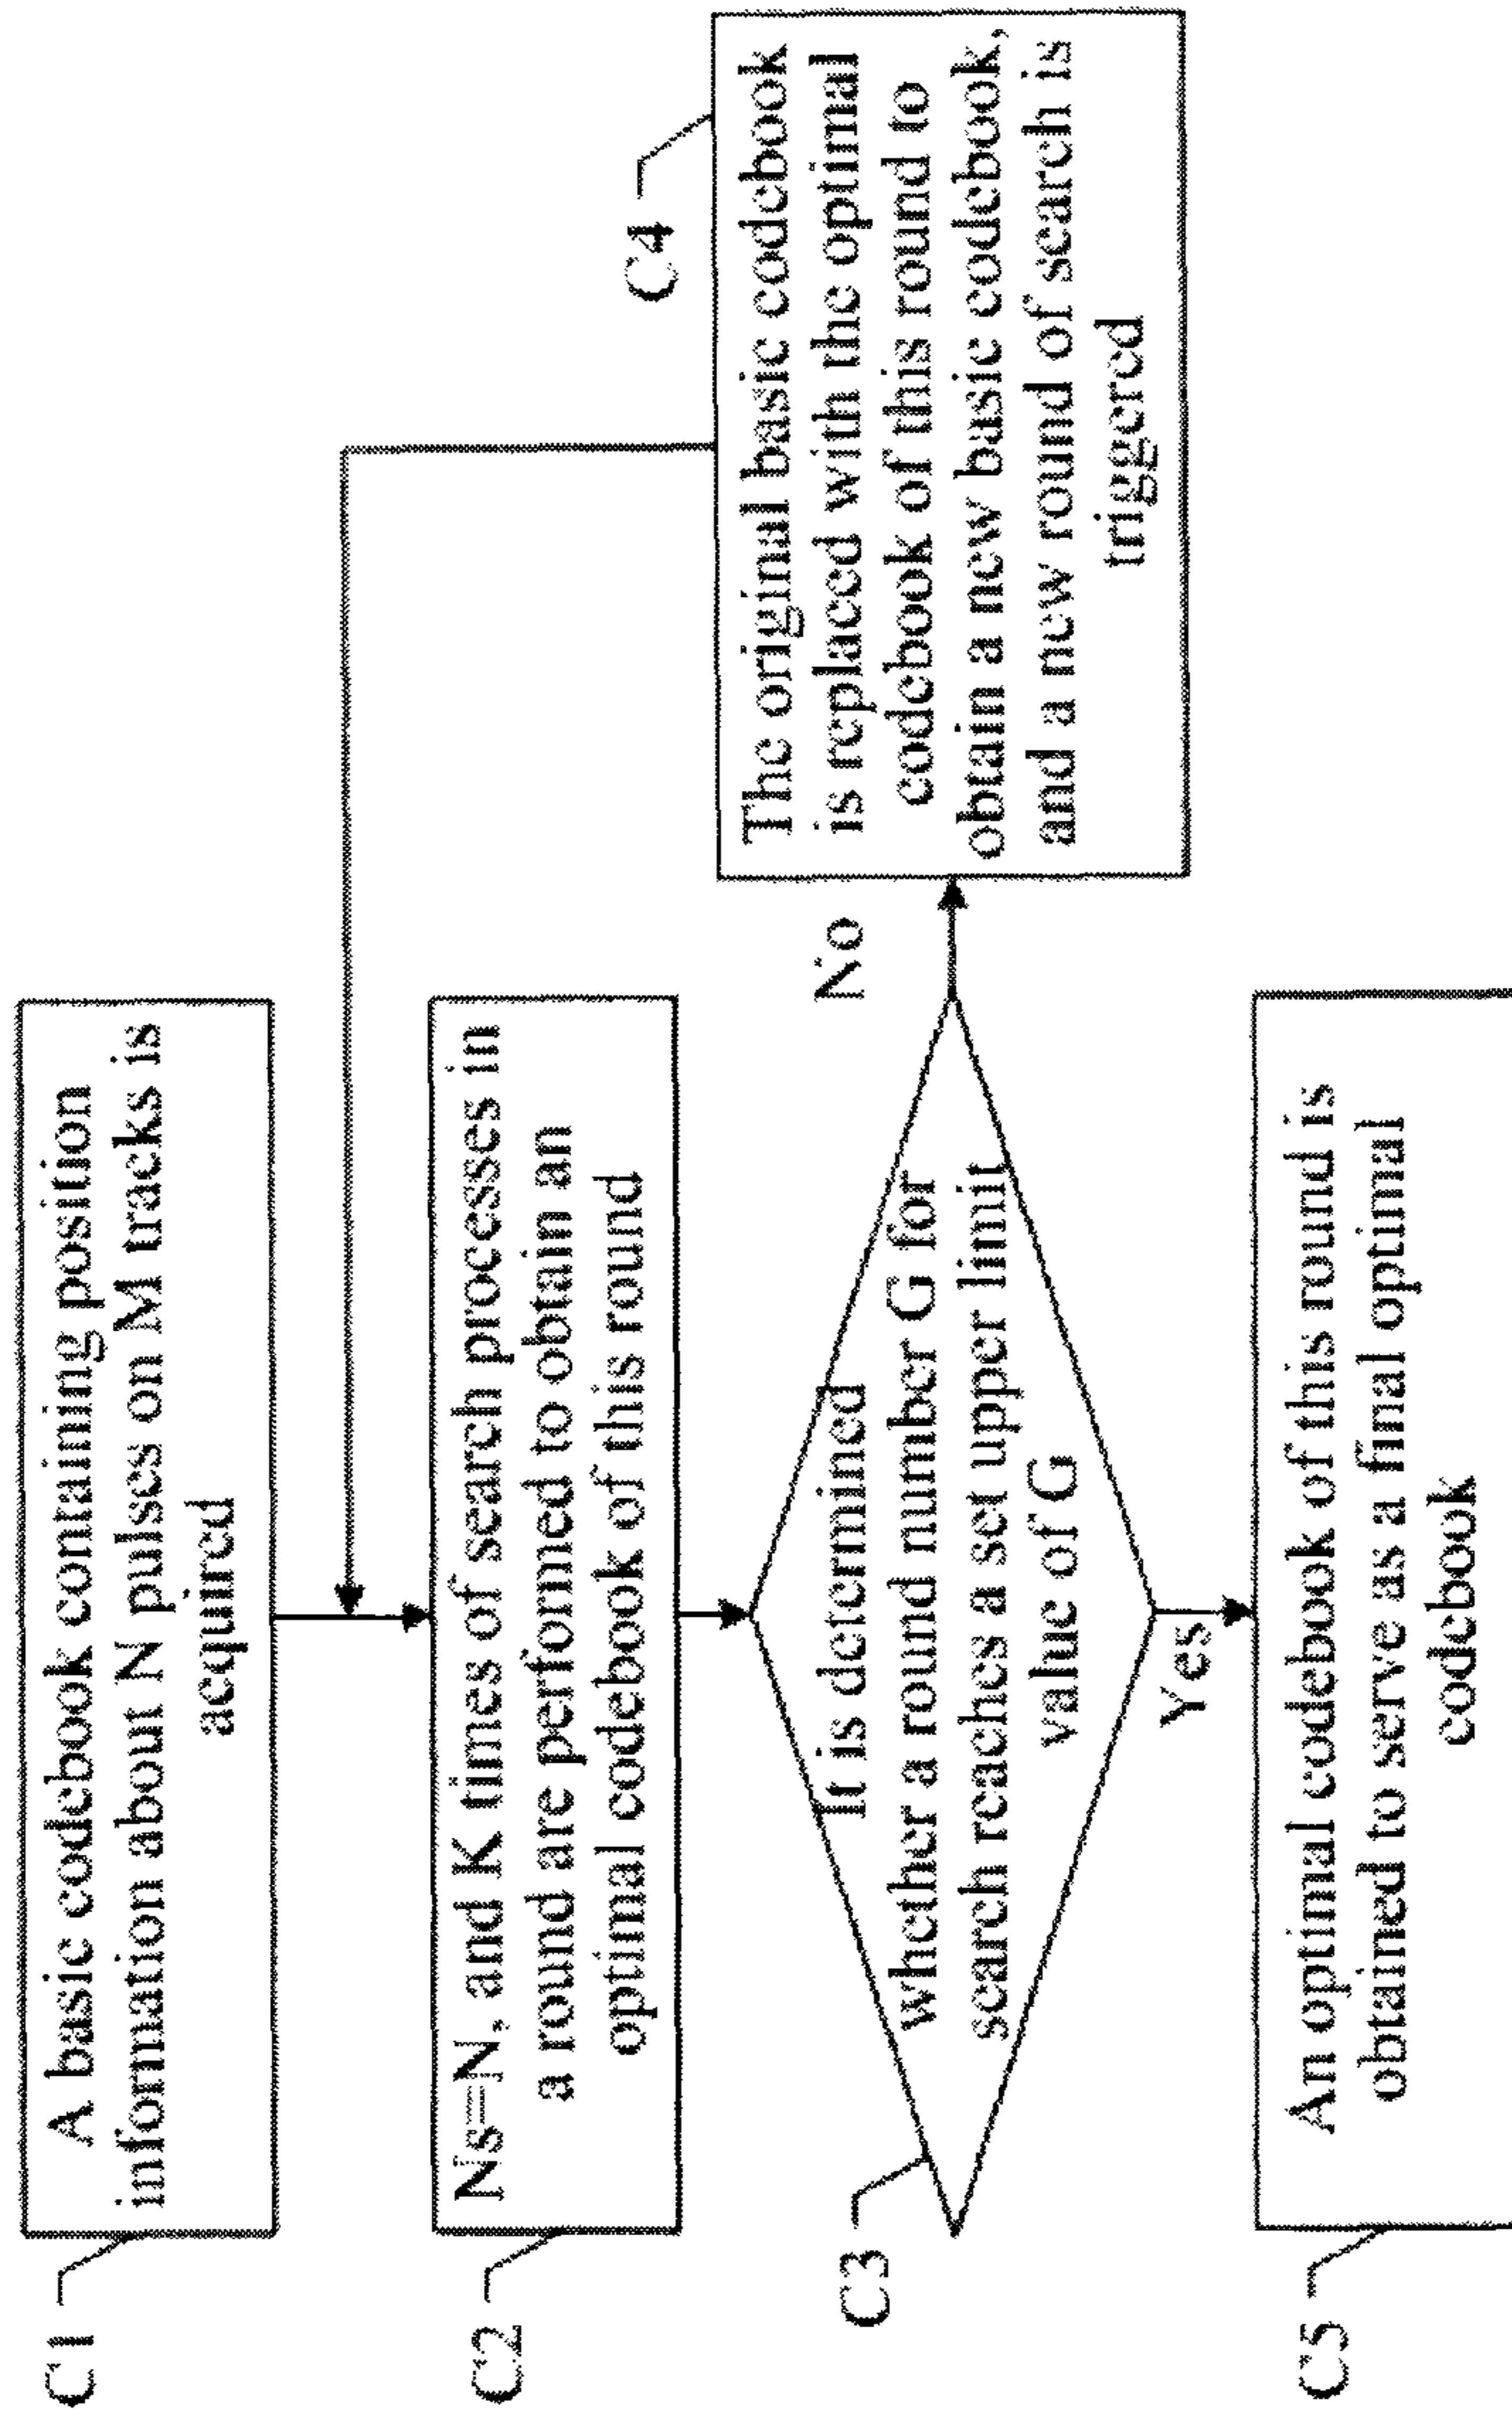 C1
A basic codebook containing position
information about N pulses on M tracks is
acquired
C2
Ns=N, and K times of search processes in
a round are performed to obtain an
optimal codebook of this round
C3
It is determined
whether a round number G for
search reaches a set upper limit
value of G
No
C4
The original basic codebook
is replaced with the optimal
codebook of this round to
obtain a new basic codebook,
and a new round of search is
triggered
Yes
C5
An optimal codebook of this round is
obtained to serve as a final optimal
codebook